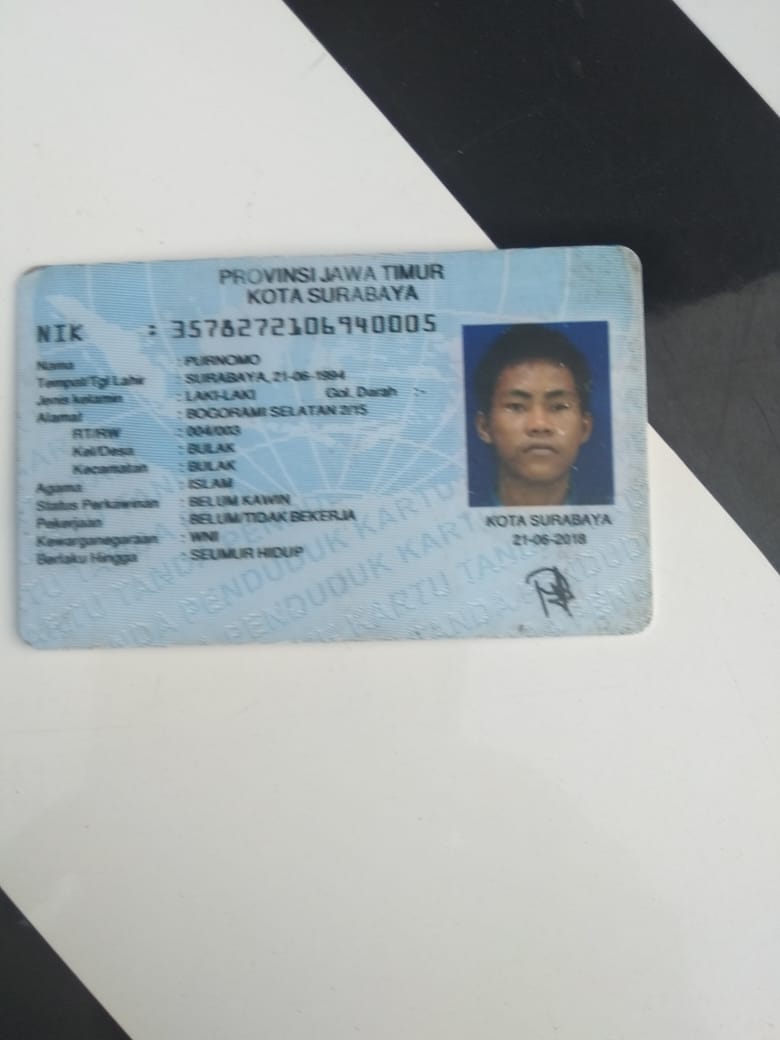 PROVINSI JAWA TIMUR
KOTA SURABAYA
NIK : 3578272106940005
Nama : PURNOMO
Tempat/Tgl Lahir : SURABAYA, 21-06-1994
Jenis kelamin : LAKI-LAKI Gol. Darah : -
Alamat : BOGORAMI SELATAN 2/15
RT/RW : 004/003
Kel/Desa : BULAK
Kecamatan : BULAK
Agama : ISLAM
Status Perkawinan : BELUM KAWIN
Pekerjaan : BELUM/TIDAK BEKERJA
Kewarganegaraan : WNI
Berlaku Hingga : SEUMUR HIDUP
KOTA SURABAYA
21-06-2018
KARTU TANDA PENDUDUK